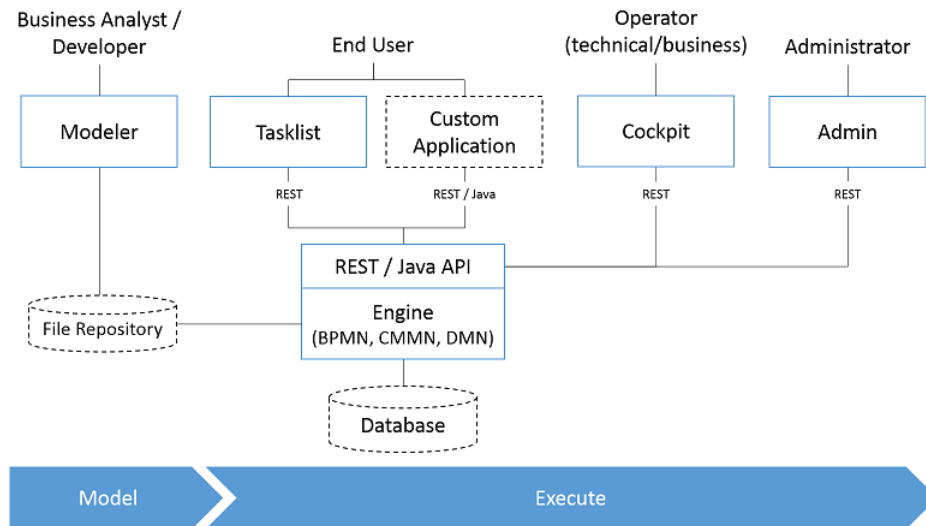 Business Analyst /
Developer
End User
Operator
(technical/business)
Administrator
Modeler
Tasklist
Custom
Application
Cockpit
Admin
REST
REST / Java
REST
REST
REST / Java API
Engine
(BPMN, CMMN, DMN)
File Repository
Database
Model
Execute